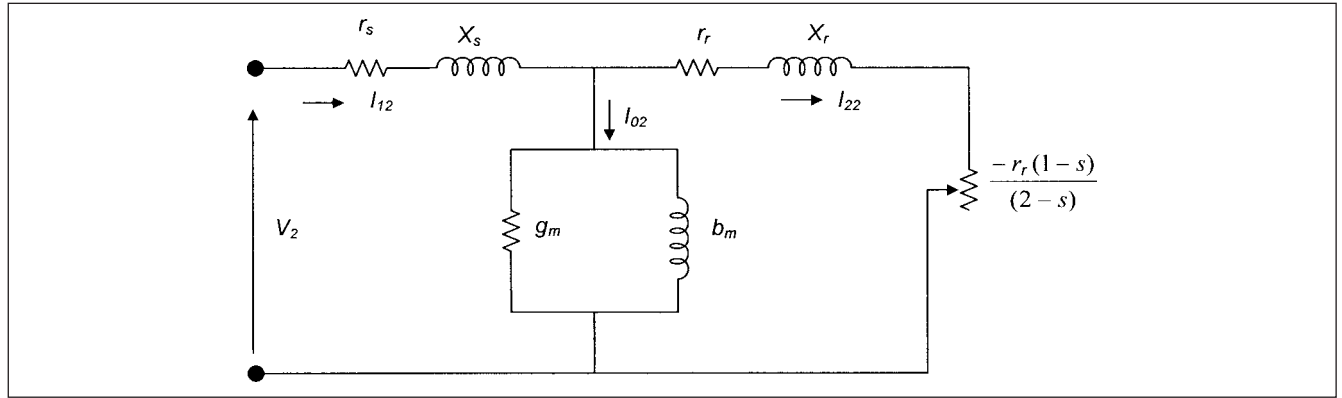 r_s
X_s
r_r
X_r
I_12
I_22
I_02
V_2
g_m
b_m
− r_r (1 − s)
(2 − s)